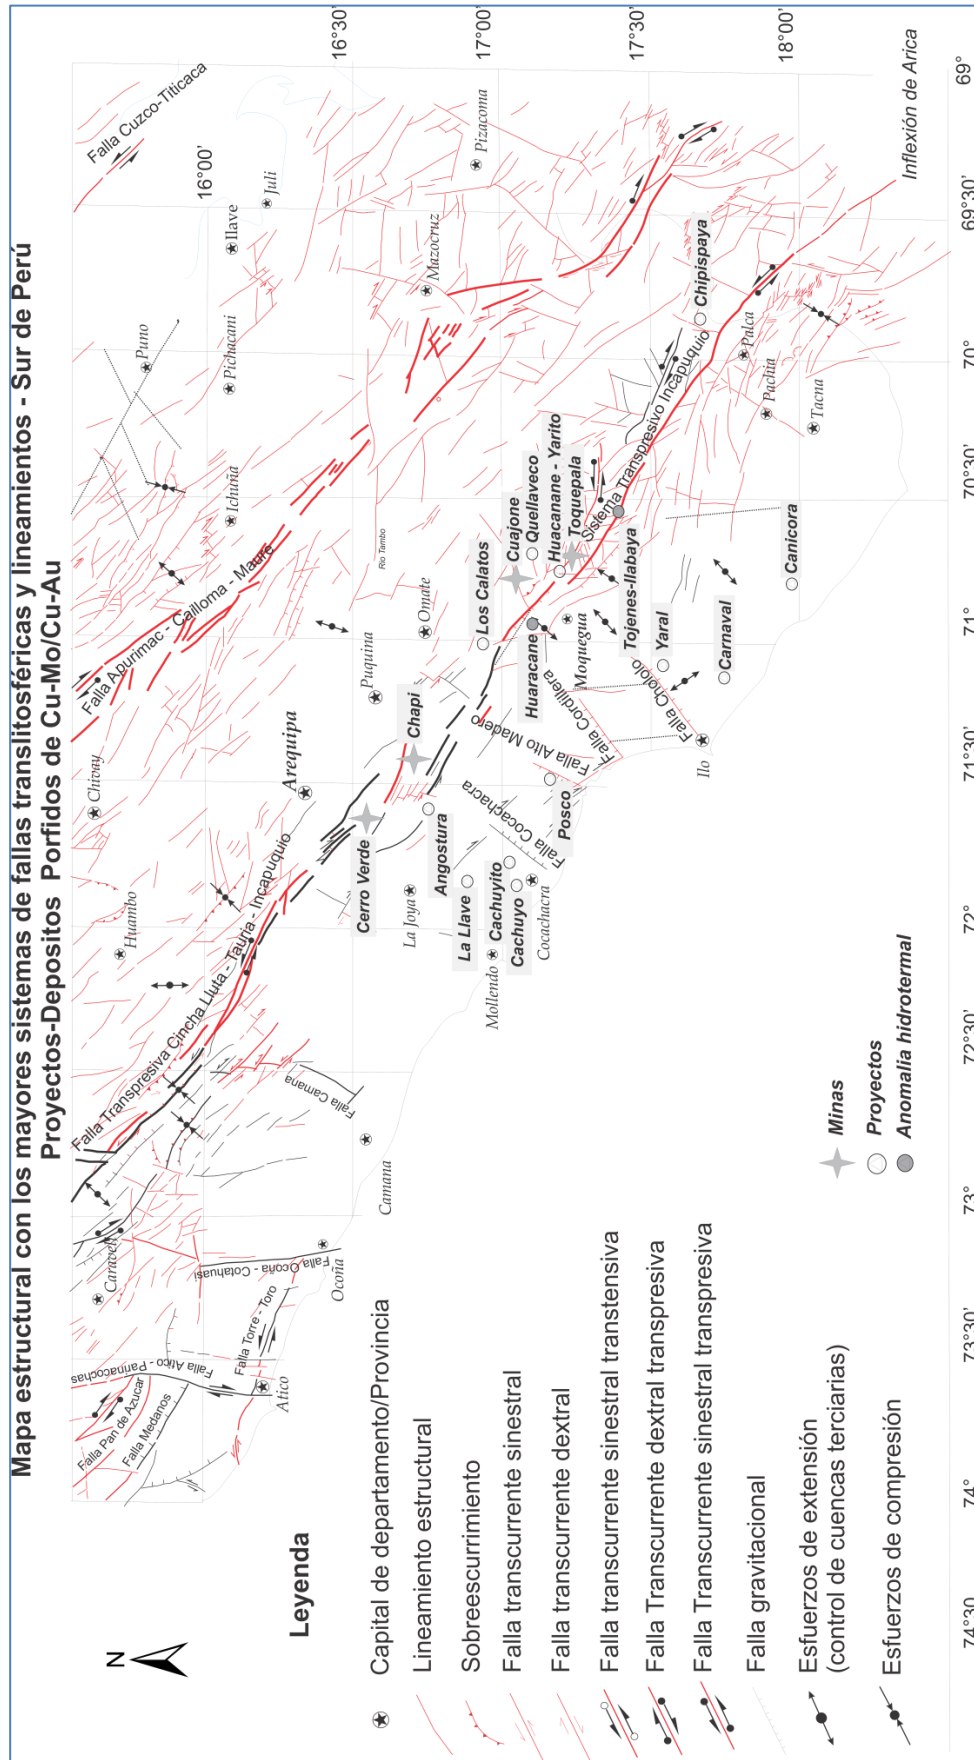 Mapa estructural con los mayores sistemas de fallas translitosféricas y lineamientos - Sur de Perú
Proyectos-Depositos Porfidos de Cu-Mo/Cu-Au
N
Falla Cuzco-Titicaca
16°00'
16°30'
17°00'
17°30'
18°00'
Chivay
Huambo
Caraveli
Puno
Ilave
Juli
Pichacani
Ichuña
Mazocruz
Pizacoma
Falla Apurimac - Cailloma - Maure
Falla Transpresiva Cincha Lluta - Tauria - Incapuquio
Falla Pan de Azucar
Falla Medanos
Falla Atico - Parinacochas
Falla Torre - Toro
Falla Ocoña - Cotahuasi
Atico
Ocoña
Falla Camana
Camana
Arequipa
Puquina
Omate
Rio Tambo
Cerro Verde
Chapi
La Joya
Angostura
La Llave
Cachuyito
Cachuyo
Mollendo
Cocachacra
Falla Cocachacra
Posco
Falla Alto Madero
Falla Cordillera
Falla Chololo
Ilo
Los Calatos
Cuajone
Quellaveco
Huacanane - Yarito
Toquepala
Huaracane
Moquegua
Tojenes-Ilabaya
Yaral
Carnaval
Canicora
Sistema Transpresivo Incapuquio
Chipispaya
Palca
Pachia
Tacna
Inflexión de Arica
Leyenda
Capital de departamento/Provincia
Lineamiento estructural
Sobreescurrimiento
Falla transcurrente sinestral
Falla transcurrente dextral
Falla transcurrente sinestral transtensiva
Falla Transcurrente dextral transpresiva
Falla Transcurrente sinestral transpresiva
Falla gravitacional
Esfuerzos de extensión
(control de cuencas terciarias)
Esfuerzos de compresión
Minas
Proyectos
Anomalia hidrotermal
74°30'
74°
73°30'
73°
72°30'
72°
71°30'
71°
70°30'
70°
69°30'
69°